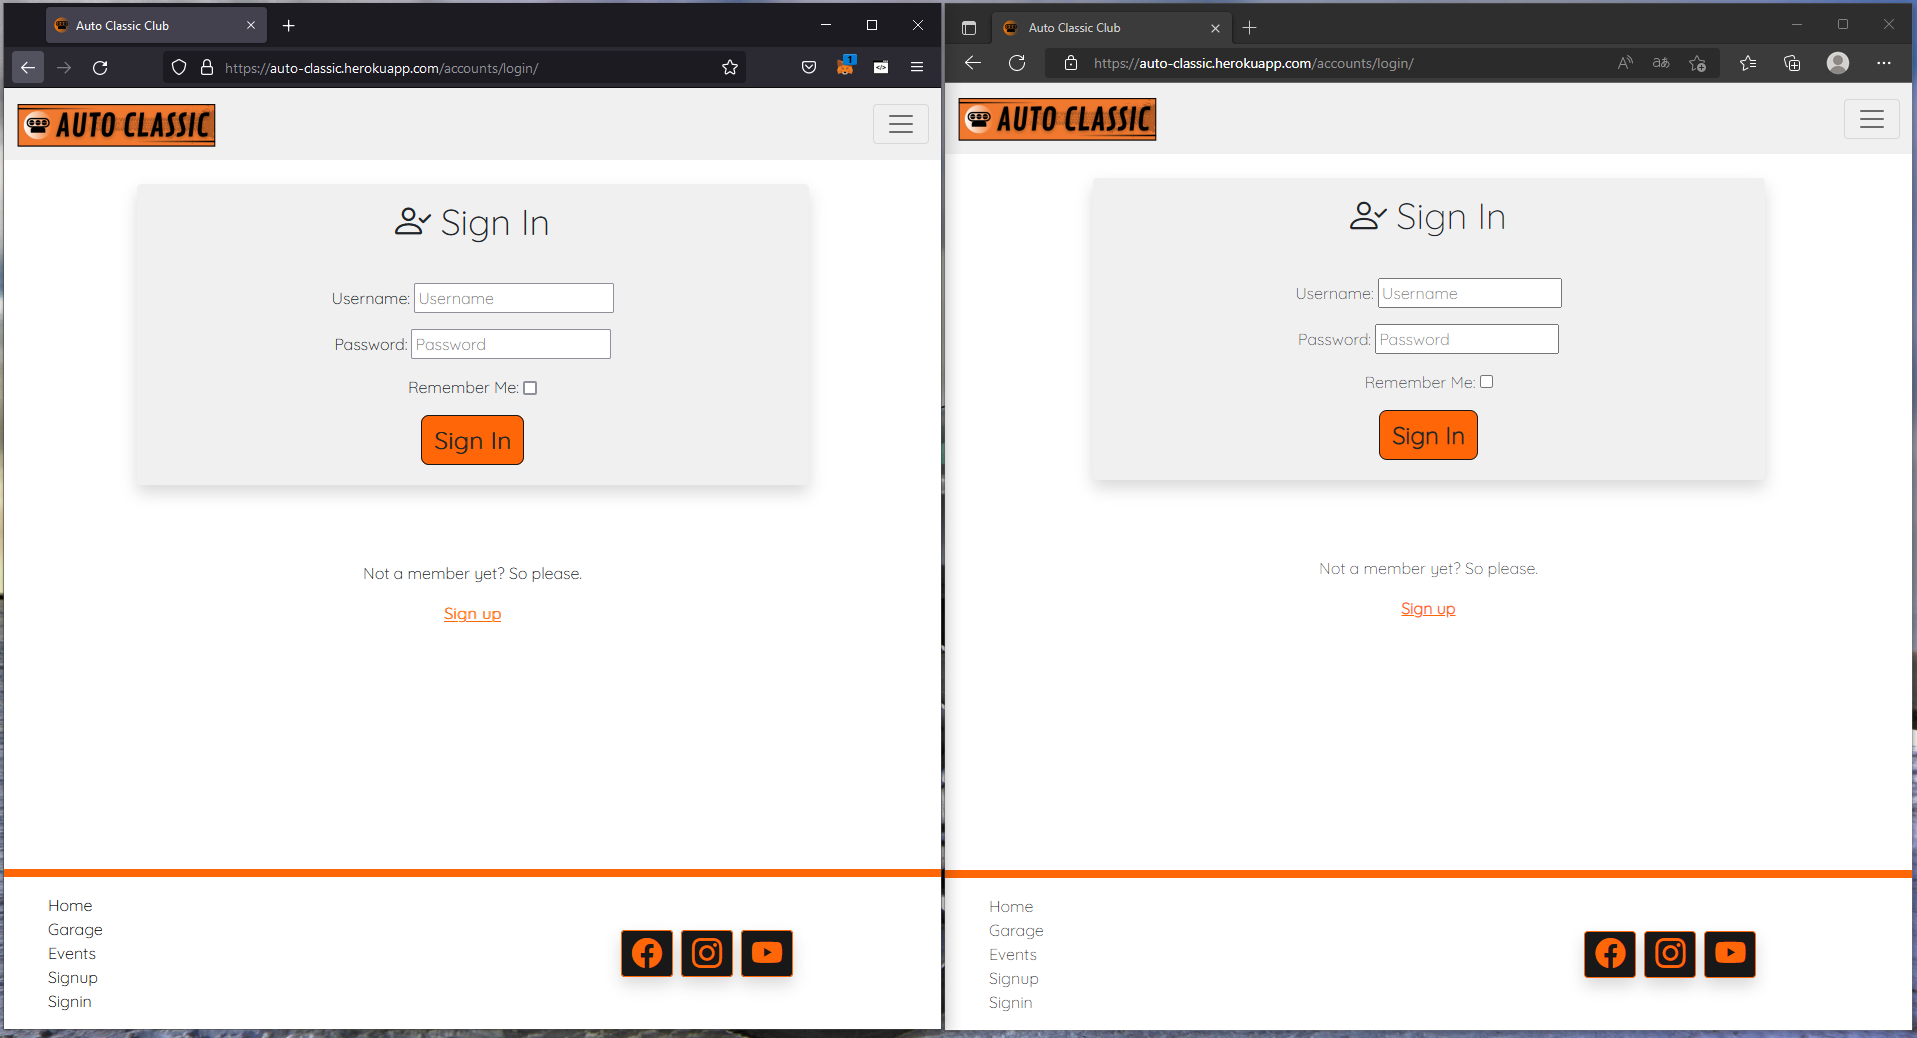 Auto Classic Club
1
https://auto-classic.herokuapp.com/accounts/login/
AUTO CLASSIC
Sign In
Username: Username
Password: Password
Remember Me:
Sign In
Not a member yet? So please.
Sign up
Home
Garage
Events
Signup
Signin
Auto Classic Club
https://auto-classic.herokuapp.com/accounts/login/
A
aあ
AUTO CLASSIC
Sign In
Username: Username
Password: Password
Remember Me:
Sign In
Not a member yet? So please.
Sign up
Home
Garage
Events
Signup
Signin